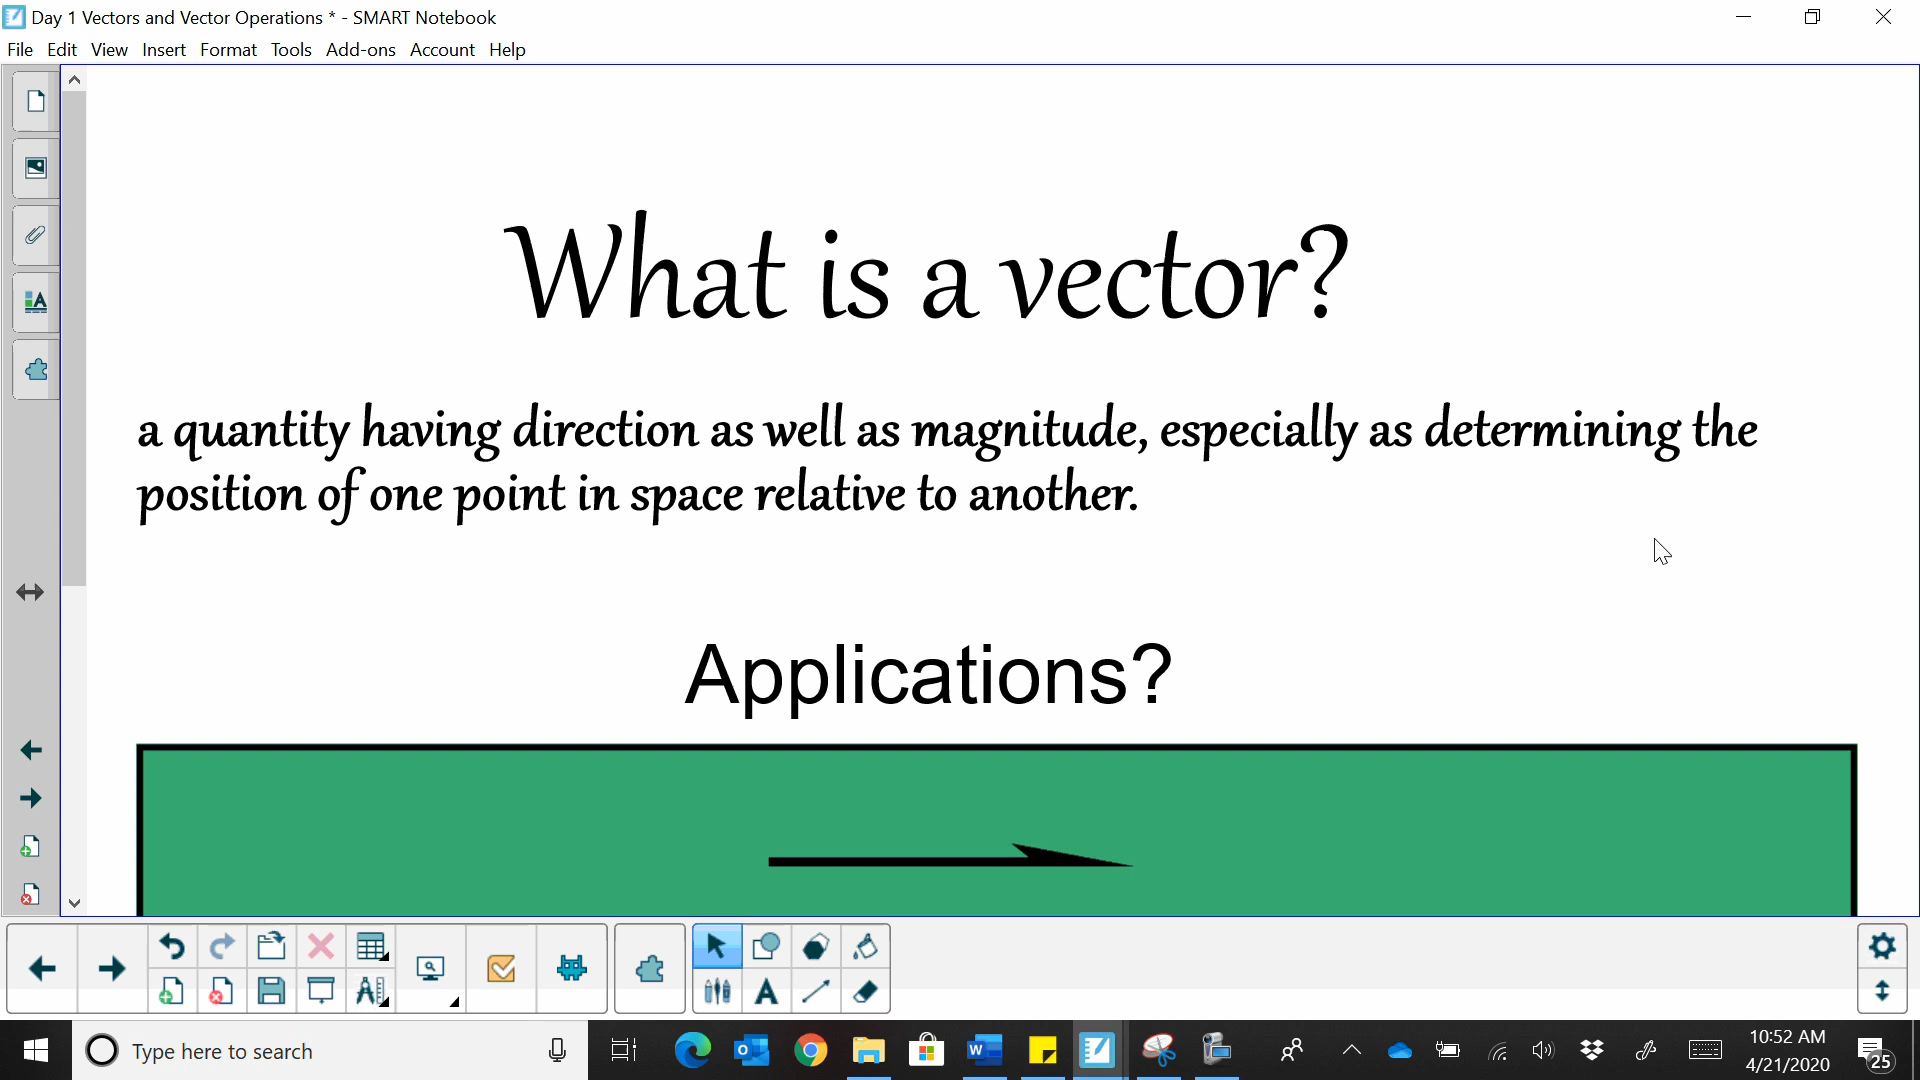 Day 1 Vectors and Vector Operations * - SMART Notebook
File Edit View Insert Format Tools Add-ons Account Help
What is a vector?
a quantity having direction as well as magnitude, especially as determining the
position of one point in space relative to another.
Applications?
Type here to search
10:52 AM
4/21/2020
25